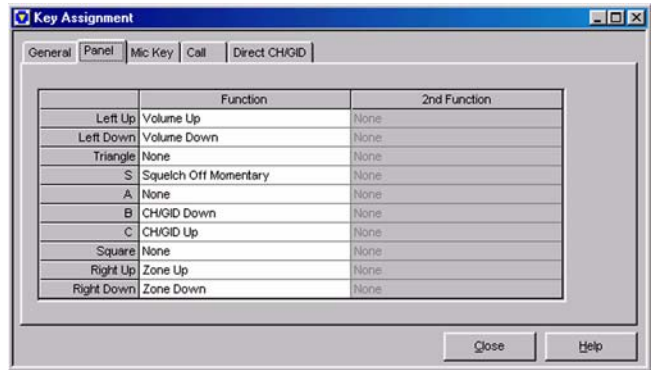 Key Assignment
General Panel Mic Key Call Direct CH/GID
Function 2nd Function
Left Up Volume Up None
Left Down Volume Down None
Triangle None None
S Squelch Off Momentary None
A None None
B CH/GID Down None
C CH/GID Up None
Square None None
Right Up Zone Up None
Right Down Zone Down None
Close Help